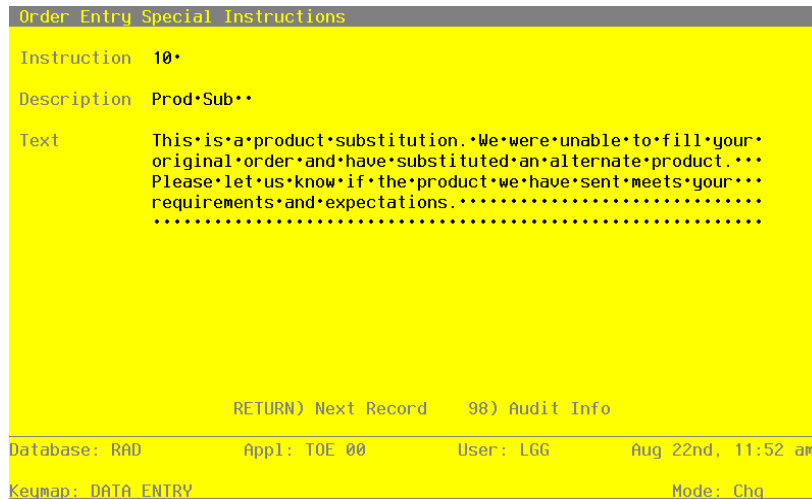 Order Entry Special Instructions
Instruction 10•
Description Prod•Sub••
Text This•is•a•product•substitution.•We•were•unable•to•fill•your•
original•order•and•have•substituted•an•alternate•product.•••
Please•let•us•know•if•the•product•we•have•sent•meets•your•••
requirements•and•expectations.••••••••••••••••••••••••••••••
••••••••••••••••••••••••••••••••••••••••••••••••••••••••••••
RETURN) Next Record 98) Audit Info
Database: RAD Appl: TOE 00 User: LGG Aug 22nd, 11:52 am
Keymap: DATA ENTRY Mode: Chg